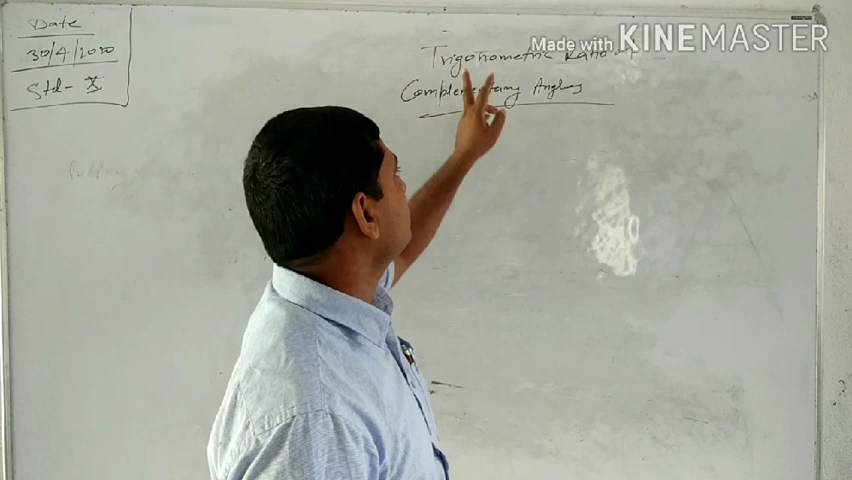 Date
30/4/2020
Std- X
Made with KINEMASTER
Trigonometric Ratio of
Complementary Angles